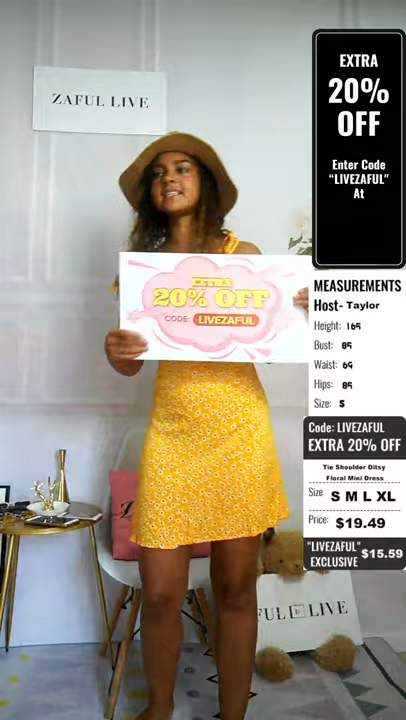 ZAFUL LIVE
EXTRA
20% OFF
CODE: LIVEZAFUL
EXTRA
20%
OFF
Enter Code
"LIVEZAFUL"
At
MEASUREMENTS
Host- Taylor
Height: 165
Bust: 85
Waist: 64
Hips: 85
Size: S
Code: LIVEZAFUL
EXTRA 20% OFF
Tie Shoulder Ditsy
Floral Mini Dress
Size S M L XL
Price: $19.49
"LIVEZAFUL"
EXCLUSIVE $15.59
FUL LIVE